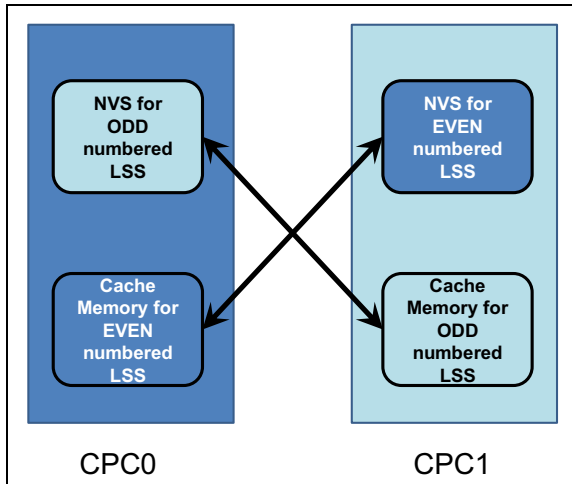 NVS for
ODD
numbered
LSS
NVS for
EVEN
numbered
LSS
Cache
Memory for
EVEN
numbered
LSS
Cache
Memory for
ODD
numbered
LSS
CPC0
CPC1